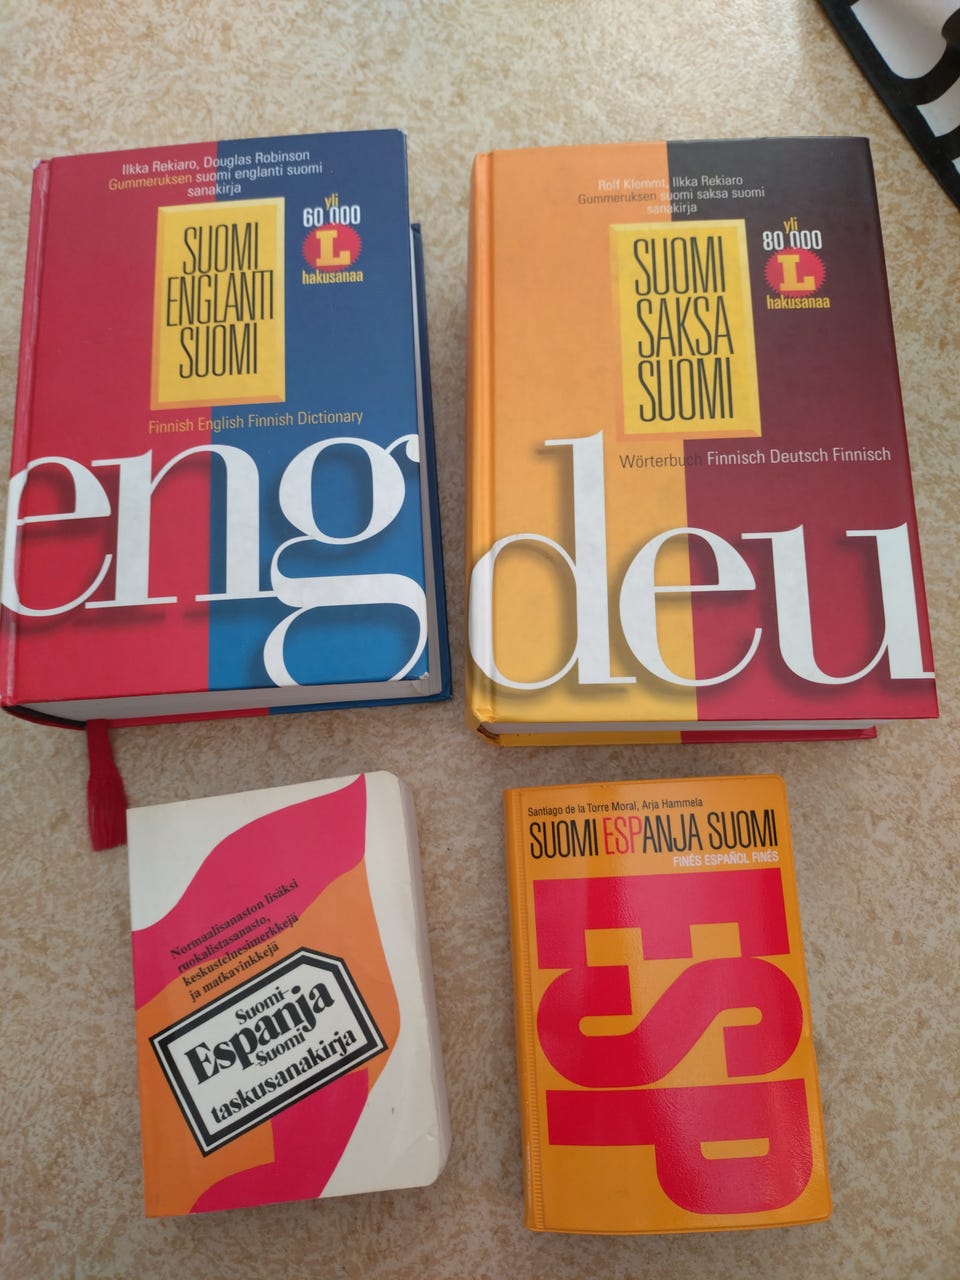 Ilkka Rekiaro, Douglas Robinson
Gummeruksen suomi englanti suomi
sanakirja
SUOMI
ENGLANTI
SUOMI
yli
60 000
L
hakusanaa
Finnish English Finnish Dictionary
eng
Rolf Klemmt, Ilkka Rekiaro
Gummeruksen suomi saksa suomi
sanakirja
SUOMI
SAKSA
SUOMI
yli
80 000
L
hakusanaa
Wörterbuch Finnisch Deutsch Finnisch
deu
Normaalisanaston lisäksi
ruokalistasanasto,
keskusteluesimerkkejä
ja matkavinkkejä
Suomi-
Espanja
-Suomi
taskusanakirja
Santiago de la Torre Moral, Arja Hammela
SUOMI ESPANJA SUOMI
FINÉS ESPAÑOL FINÉS
ESP